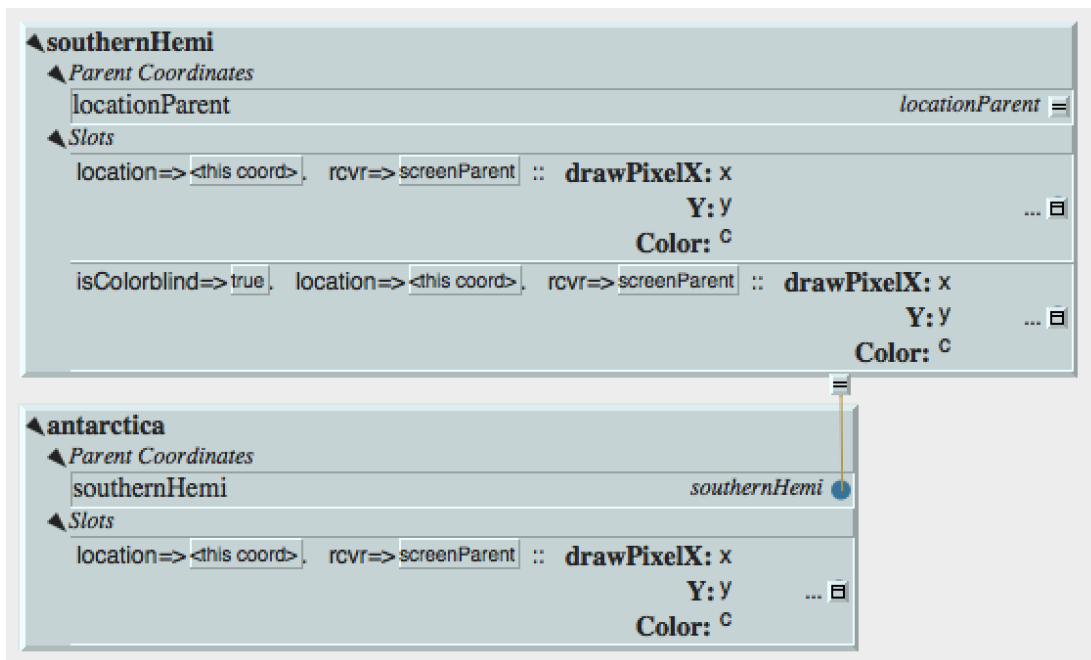 southernHemi
Parent Coordinates
locationParent locationParent =
Slots
location=> <this coord>. rcvr=> screenParent :: drawPixelX: x
Y: y ...
Color: c
isColorblind=> true. location=> <this coord>. rcvr=> screenParent :: drawPixelX: x
Y: y ...
Color: c
=
antarctica
Parent Coordinates
southernHemi southernHemi
Slots
location=> <this coord>. rcvr=> screenParent :: drawPixelX: x
Y: y ...
Color: c